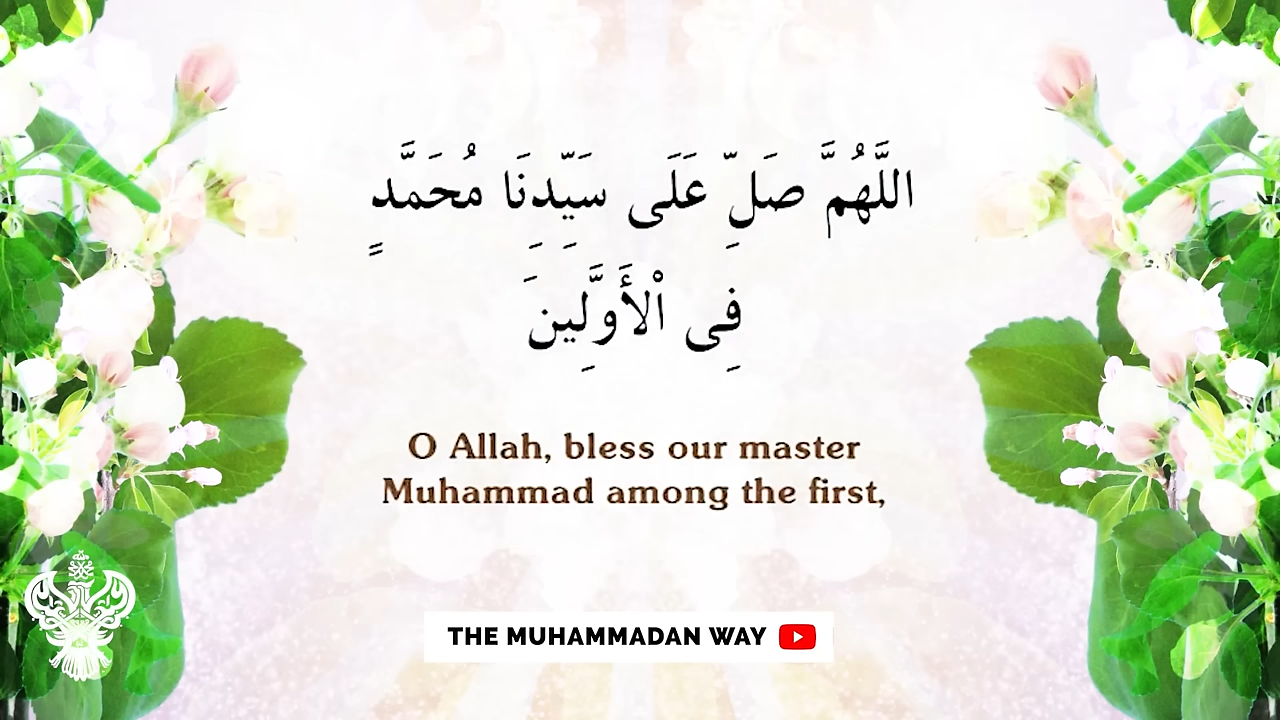 اللَّهُمَّ صَلِّ عَلَى سَيِّدِنَا مُحَمَّدٍ
فِى الْأَوَّلِينَ
O Allah, bless our master
Muhammad among the first,
THE MUHAMMADAN WAY